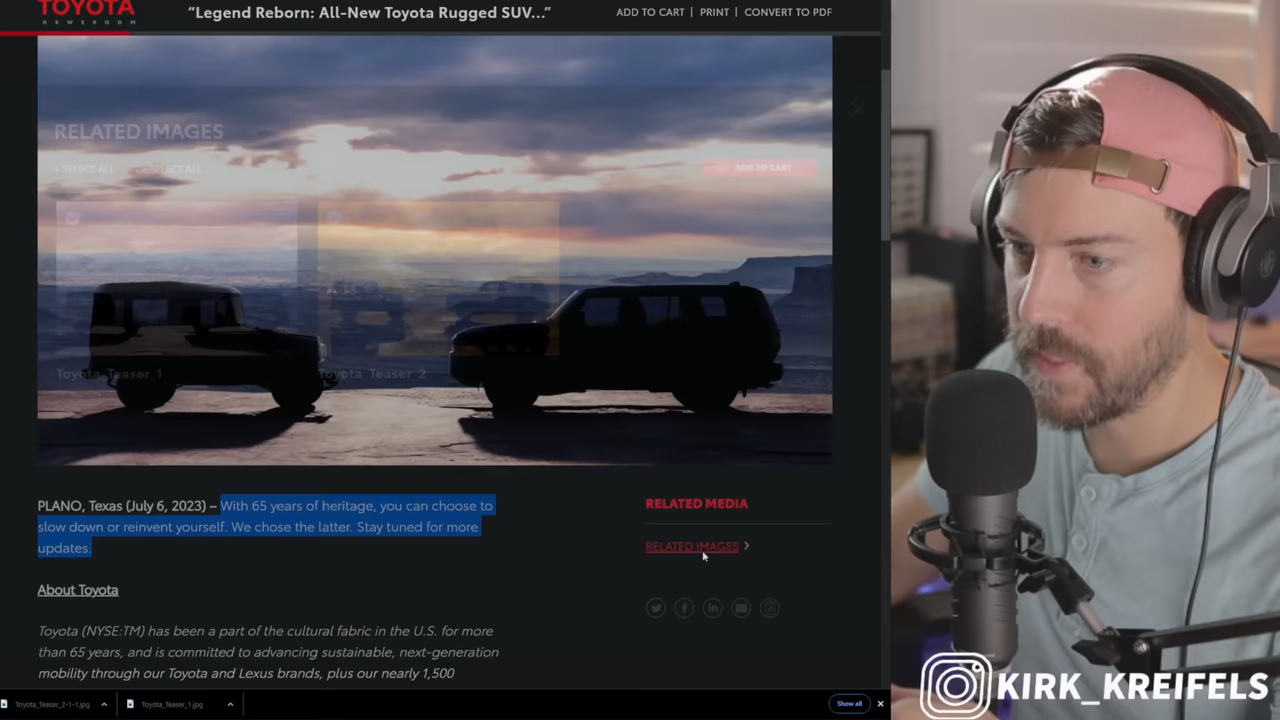 TOYOTA
NEWSROOM
“Legend Reborn: All-New Toyota Rugged SUV...”
ADD TO CART | PRINT | CONVERT TO PDF
RELATED IMAGES
SELECT ALL
DESELECT ALL
ADD TO CART
Toyota_Teaser_1
Toyota_Teaser_2
PLANO, Texas (July 6, 2023) – With 65 years of heritage, you can choose to
slow down or reinvent yourself. We chose the latter. Stay tuned for more
updates.
RELATED MEDIA
RELATED IMAGES >
About Toyota
Toyota (NYSE:TM) has been a part of the cultural fabric in the U.S. for more
than 65 years, and is committed to advancing sustainable, next-generation
mobility through our Toyota and Lexus brands, plus our nearly 1,500
Toyota_Teaser_2-1-1.jpg
Toyota_Teaser_1.jpg
Show all
KIRK_KREIFELS